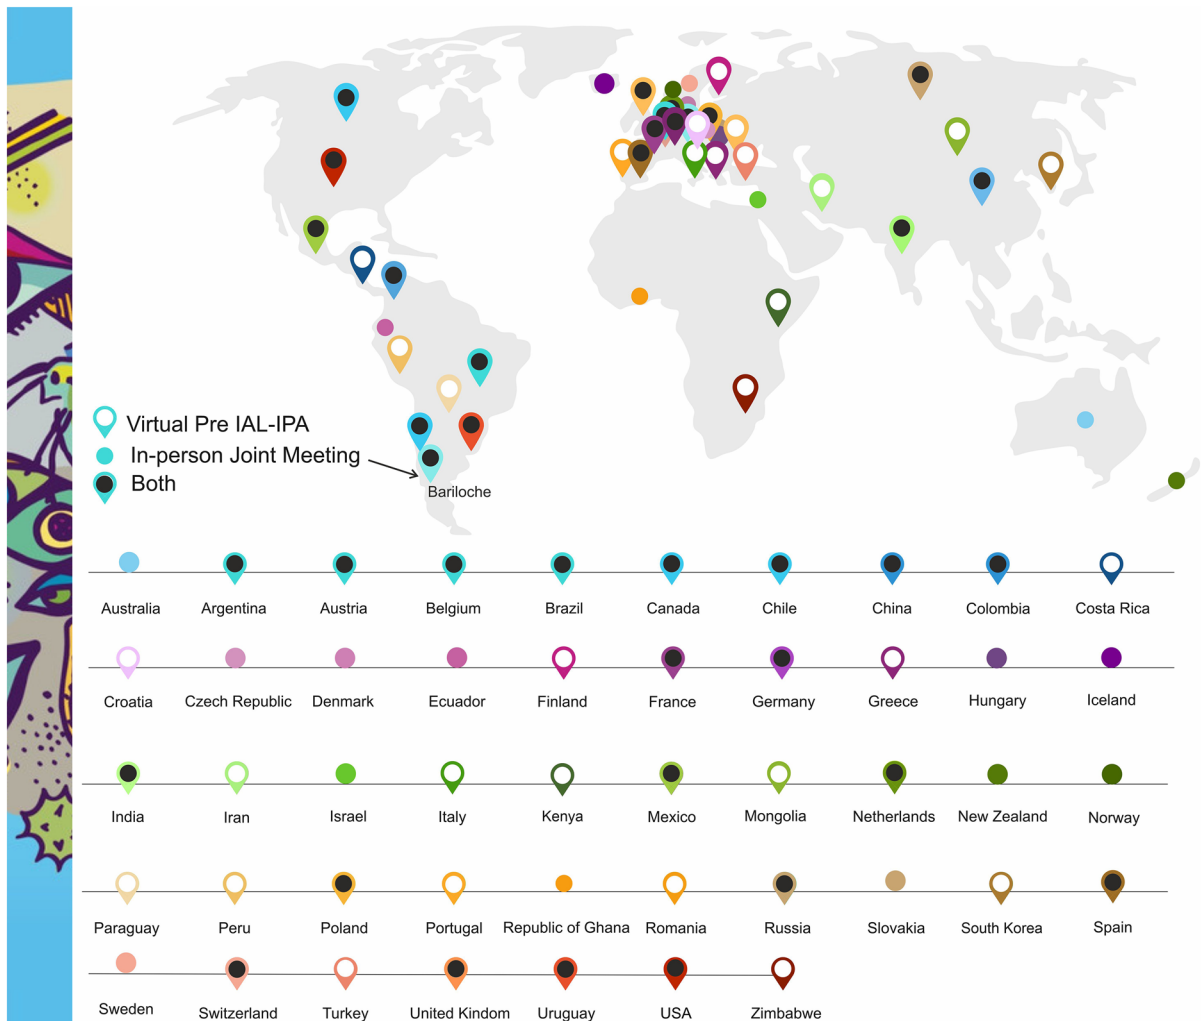 Virtual Pre IAL-IPA
In-person Joint Meeting
Both
Bariloche
Australia Argentina Austria Belgium Brazil Canada Chile China Colombia Costa Rica
Croatia Czech Republic Denmark Ecuador Finland France Germany Greece Hungary Iceland
India Iran Israel Italy Kenya Mexico Mongolia Netherlands New Zealand Norway
Paraguay Peru Poland Portugal Republic of Ghana Romania Russia Slovakia South Korea Spain
Sweden Switzerland Turkey United Kindom Uruguay USA Zimbabwe